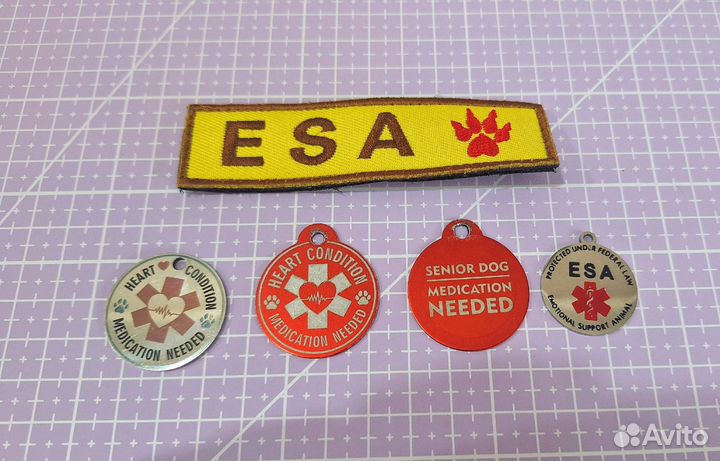 ESA
HEART CONDITION
MEDICATION NEEDED
HEART CONDITION
MEDICATION NEEDED
SENIOR DOG
MEDICATION
NEEDED
PROTECTED UNDER FEDERAL LAW
ESA
EMOTIONAL SUPPORT ANIMAL
Avito